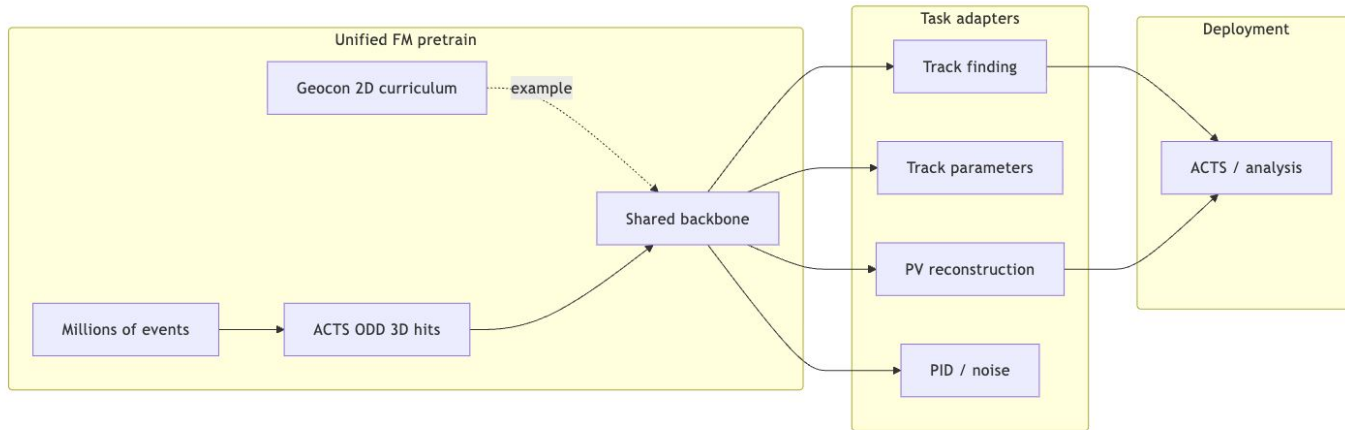 Unified FM pretrain
Geocon 2D curriculum
example
Shared backbone
Millions of events
ACTS ODD 3D hits
Task adapters
Track finding
Track parameters
PV reconstruction
PID / noise
Deployment
ACTS / analysis